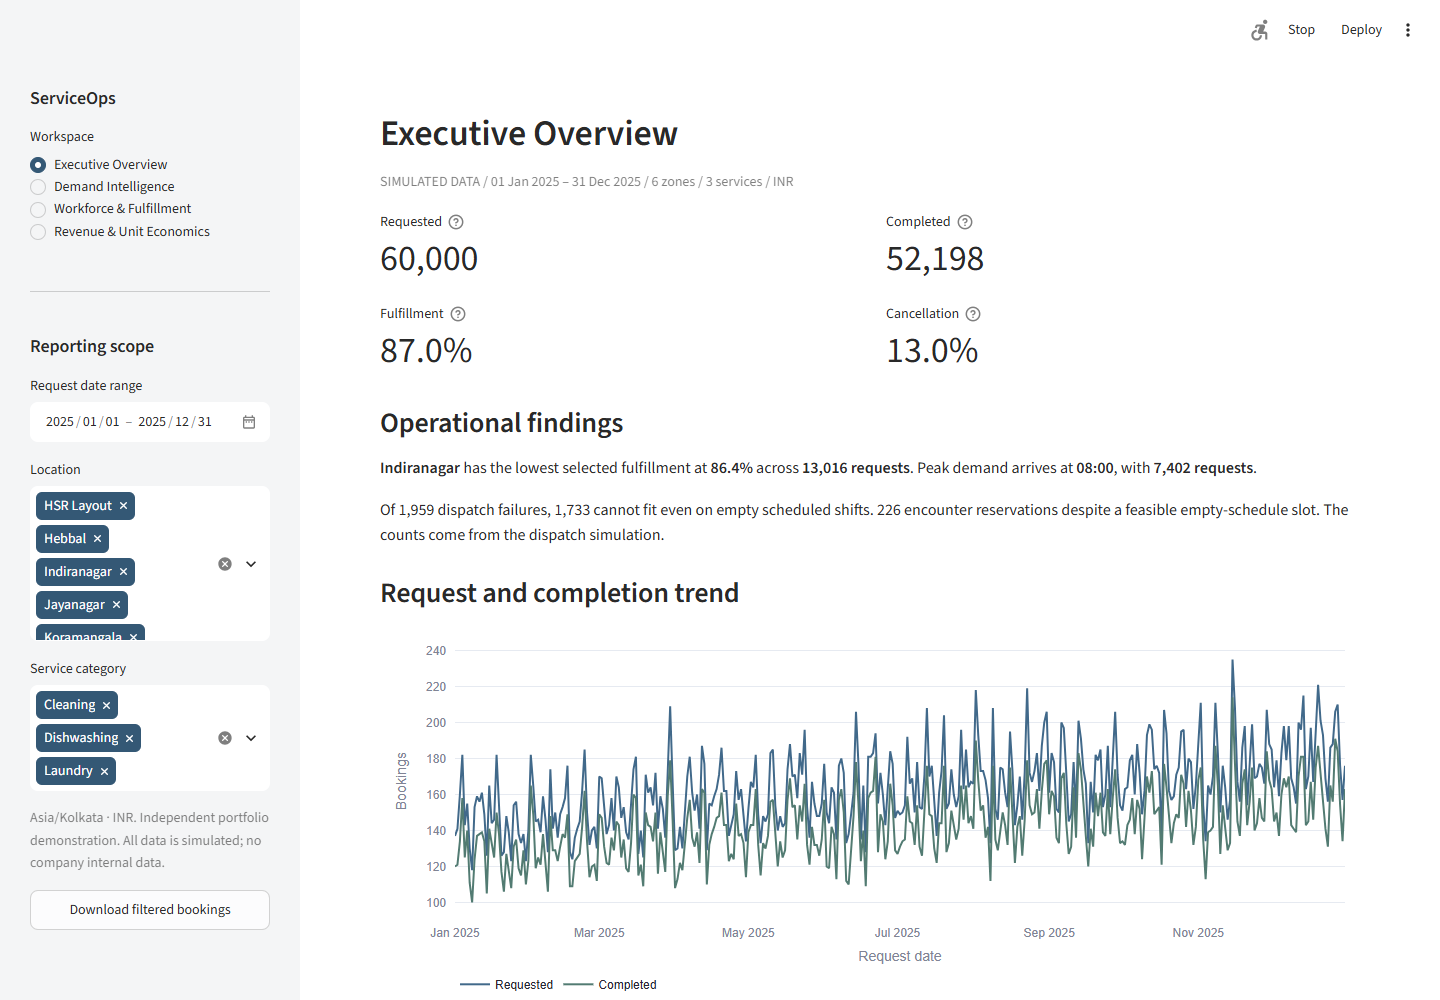 Stop
Deploy
ServiceOps
Workspace
Executive Overview
Demand Intelligence
Workforce & Fulfillment
Revenue & Unit Economics
Reporting scope
Request date range
2025/01/01 – 2025/12/31
Location
HSR Layout ×
Hebbal ×
Indiranagar ×
Jayanagar ×
Koramangala ×
Service category
Cleaning ×
Dishwashing ×
Laundry ×
Asia/Kolkata · INR. Independent portfolio
demonstration. All data is simulated; no
company internal data.
Download filtered bookings
Executive Overview
SIMULATED DATA / 01 Jan 2025 – 31 Dec 2025 / 6 zones / 3 services / INR
Requested
60,000
Completed
52,198
Fulfillment
87.0%
Cancellation
13.0%
Operational findings
Indiranagar has the lowest selected fulfillment at 86.4% across 13,016 requests. Peak demand arrives at 08:00, with 7,402 requests.
Of 1,959 dispatch failures, 1,733 cannot fit even on empty scheduled shifts. 226 encounter reservations despite a feasible empty-schedule slot. The
counts come from the dispatch simulation.
Request and completion trend
Bookings
240
220
200
180
160
140
120
100
Jan 2025
Mar 2025
May 2025
Jul 2025
Sep 2025
Nov 2025
Request date
Requested
Completed